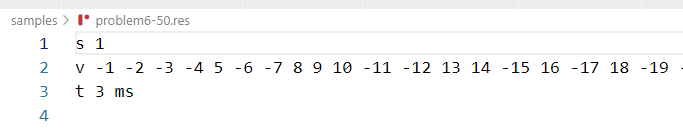 samples > problem6-50.res
1 s 1
2 v -1 -2 -3 -4 5 -6 -7 8 9 10 -11 -12 13 14 -15 16 -17 18 -19 -
3 t 3 ms
4